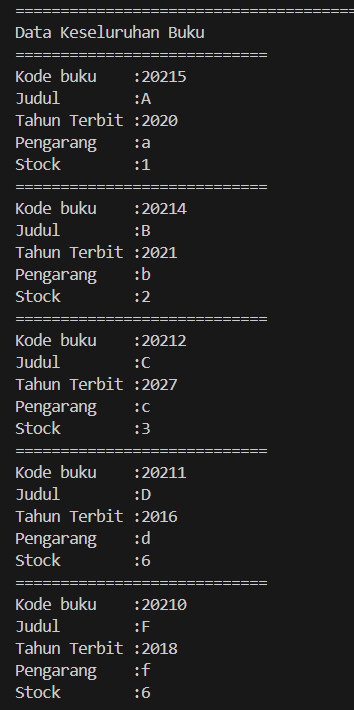 ======================================
Data Keseluruhan Buku
============================
Kode buku    :20215
Judul        :A
Tahun Terbit :2020
Pengarang    :a
Stock        :1
============================
Kode buku    :20214
Judul        :B
Tahun Terbit :2021
Pengarang    :b
Stock        :2
============================
Kode buku    :20212
Judul        :C
Tahun Terbit :2027
Pengarang    :c
Stock        :3
============================
Kode buku    :20211
Judul        :D
Tahun Terbit :2016
Pengarang    :d
Stock        :6
============================
Kode buku    :20210
Judul        :F
Tahun Terbit :2018
Pengarang    :f
Stock        :6